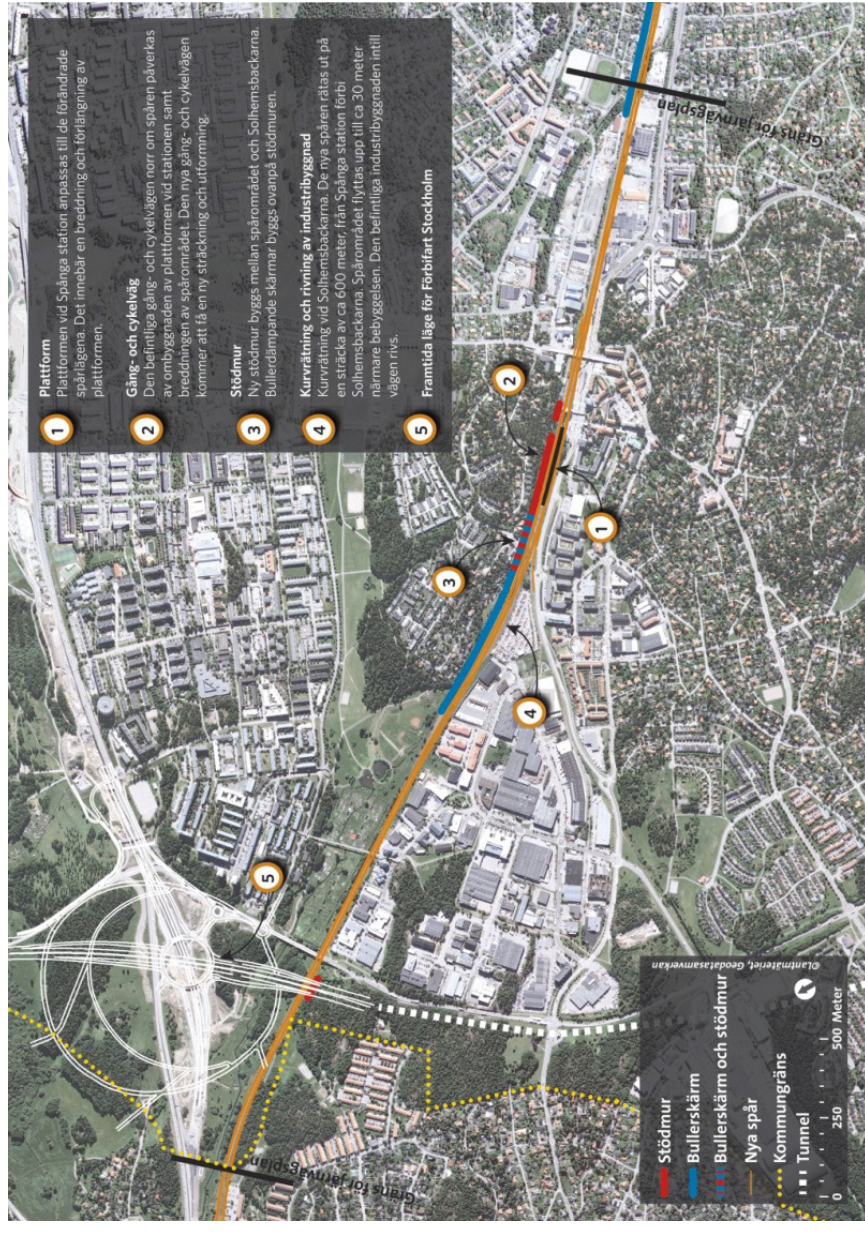 1
Plattform
Plattformen vid Spånga station anpassas till de förändrade
spårlägena. Det innebär en breddning och förlängning av
plattformen.
2
Gång- och cykelväg
Den befintliga gång- och cykelvägen norr om spåren påverkas
av ombyggnaden av plattformen vid stationen samt
breddningen av spårområdet. Den nya gång- och cykelvägen
kommer att få en ny sträckning och utformning.
3
Stödmur
Ny stödmur byggs mellan spårområdet och Solhemsbackarna.
Bullerdämpande skärmar byggs ovanpå stödmuren.
4
Kurvrätning och rivning av industribyggnad
Kurvrätning vid Solhemsbackarna. De nya spåren rätas ut på
en sträcka av ca 600 meter, från Spånga station förbi
Solhemsbackarna. Spårområdet flyttas upp till ca 30 meter
närmare bebyggelsen. Den befintliga industribyggnaden intill
vägen rivs.
5
Framtida läge för Förbifart Stockholm
5
4
3
2
1
Gräns för järnvägsplan
Gräns för järnvägsplan
Stödmur
Bullerskärm
Bullerskärm och stödmur
Nya spår
Kommungräns
Tunnel
0 250 500 Meter
©Lantmäteriet, Geodatasamverkan